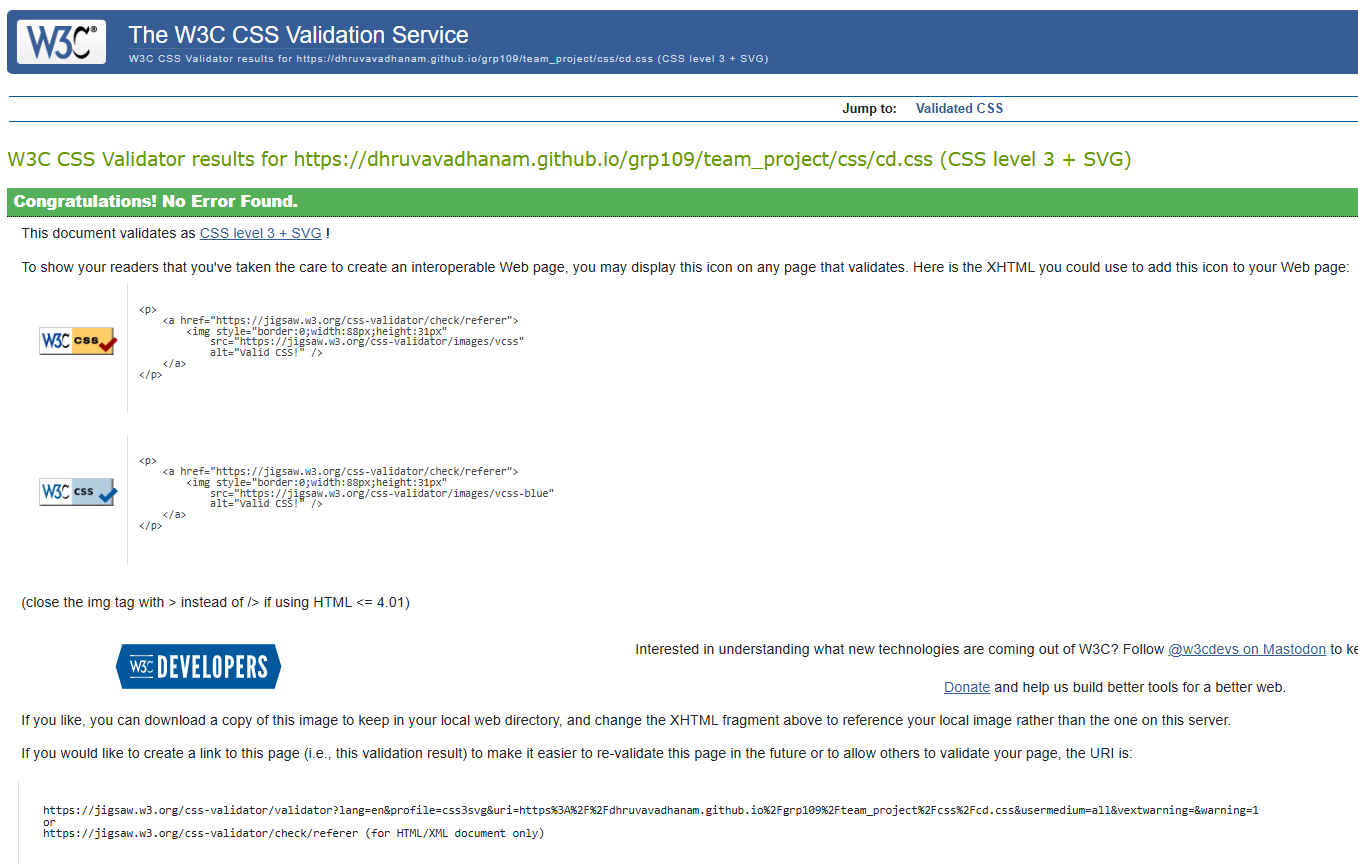 W3C®
The W3C CSS Validation Service
W3C CSS Validator results for https://dhruvavadhanam.github.io/grp109/team_project/css/cd.css (CSS level 3 + SVG)
Jump to: Validated CSS
W3C CSS Validator results for https://dhruvavadhanam.github.io/grp109/team_project/css/cd.css (CSS level 3 + SVG)
Congratulations! No Error Found.
This document validates as CSS level 3 + SVG !
To show your readers that you've taken the care to create an interoperable Web page, you may display this icon on any page that validates. Here is the XHTML you could use to add this icon to your Web page:
W3C css
<p>
<a href="https://jigsaw.w3.org/css-validator/check/referer">
<img style="border:0;width:88px;height:31px"
src="https://jigsaw.w3.org/css-validator/images/vcss"
alt="Valid CSS!" />
</a>
</p>
W3C css
<p>
<a href="https://jigsaw.w3.org/css-validator/check/referer">
<img style="border:0;width:88px;height:31px"
src="https://jigsaw.w3.org/css-validator/images/vcss-blue"
alt="Valid CSS!" />
</a>
</p>
(close the img tag with > instead of /> if using HTML <= 4.01)
W3C DEVELOPERS
Interested in understanding what new technologies are coming out of W3C? Follow @w3cdevs on Mastodon to ke
Donate and help us build better tools for a better web.
If you like, you can download a copy of this image to keep in your local web directory, and change the XHTML fragment above to reference your local image rather than the one on this server.
If you would like to create a link to this page (i.e., this validation result) to make it easier to re-validate this page in the future or to allow others to validate your page, the URI is:
https://jigsaw.w3.org/css-validator/validator?lang=en&profile=css3svg&uri=https%3A%2F%2Fdhruvavadhanam.github.io%2Fgrp109%2Fteam_project%2Fcss%2Fcd.css&usermedium=all&vextwarning=&warning=1
or
https://jigsaw.w3.org/css-validator/check/referer (for HTML/XML document only)